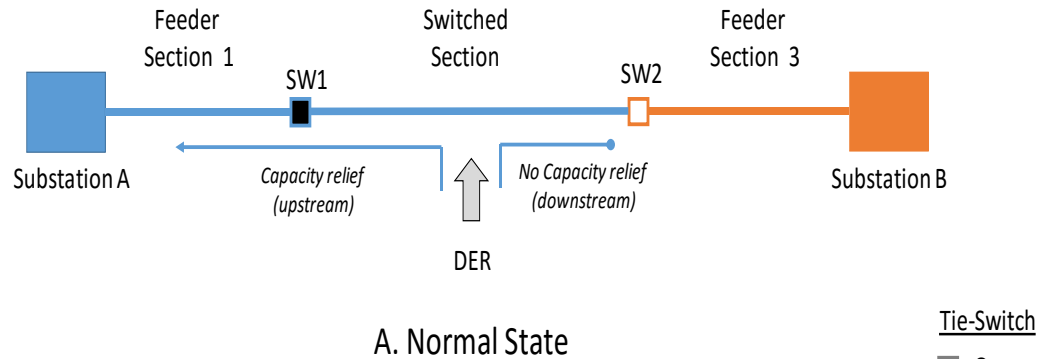 Feeder
Section 1
Switched
Section
Feeder
Section 3
SW1
SW2
Substation A
Capacity relief
(upstream)
No Capacity relief
(downstream)
Substation B
DER
A. Normal State
Tie-Switch